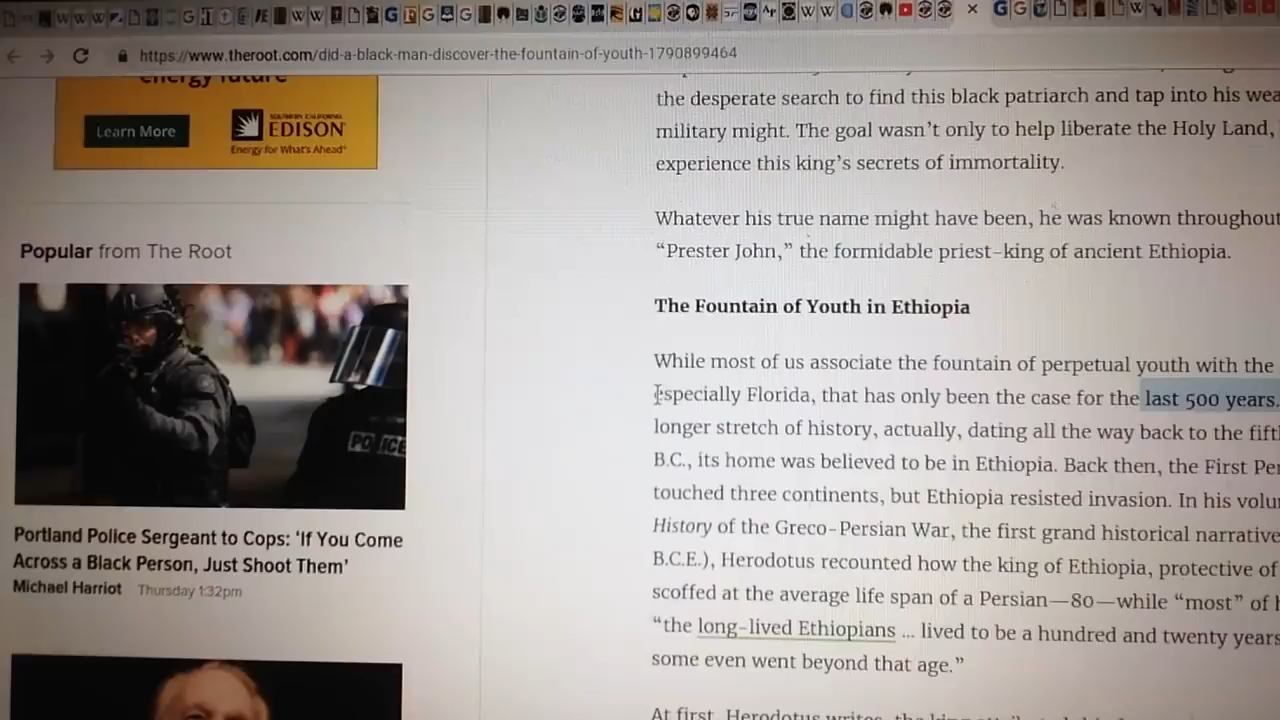 https://www.theroot.com/did-a-black-man-discover-the-fountain-of-youth-1790899464
energy future
Learn More
SOUTHERN CALIFORNIA
EDISON
Energy for What's Ahead
Popular from The Root
POLICE
Portland Police Sergeant to Cops: 'If You Come
Across a Black Person, Just Shoot Them'
Michael Harriot Thursday 1:32pm
the desperate search to find this black patriarch and tap into his wea
military might. The goal wasn't only to help liberate the Holy Land,
experience this king's secrets of immortality.
Whatever his true name might have been, he was known throughout
“Prester John,” the formidable priest-king of ancient Ethiopia.
The Fountain of Youth in Ethiopia
While most of us associate the fountain of perpetual youth with the
especially Florida, that has only been the case for the last 500 years.
longer stretch of history, actually, dating all the way back to the fift
B.C., its home was believed to be in Ethiopia. Back then, the First Per
touched three continents, but Ethiopia resisted invasion. In his volu
History of the Greco-Persian War, the first grand historical narrative
B.C.E.), Herodotus recounted how the king of Ethiopia, protective of
scoffed at the average life span of a Persian—80—while “most” of h
“the long-lived Ethiopians ... lived to be a hundred and twenty years
some even went beyond that age.”
At first, Herodotus writes, the king